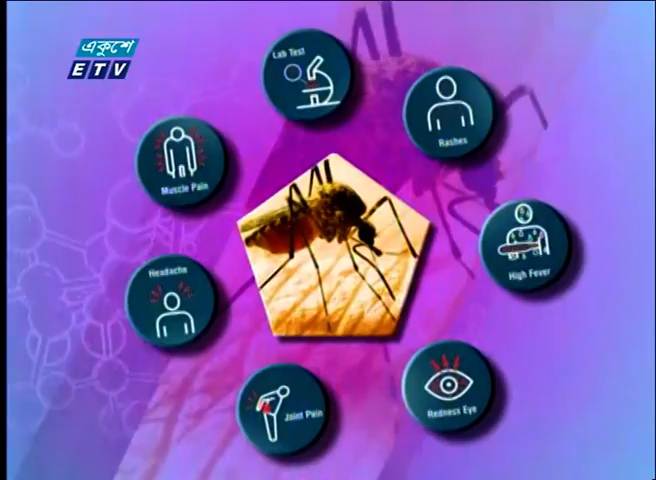 একুশে
ETV
Lab Test
Rashes
Muscle Pain
High Fever
Headache
Redness Eye
Joint Pain